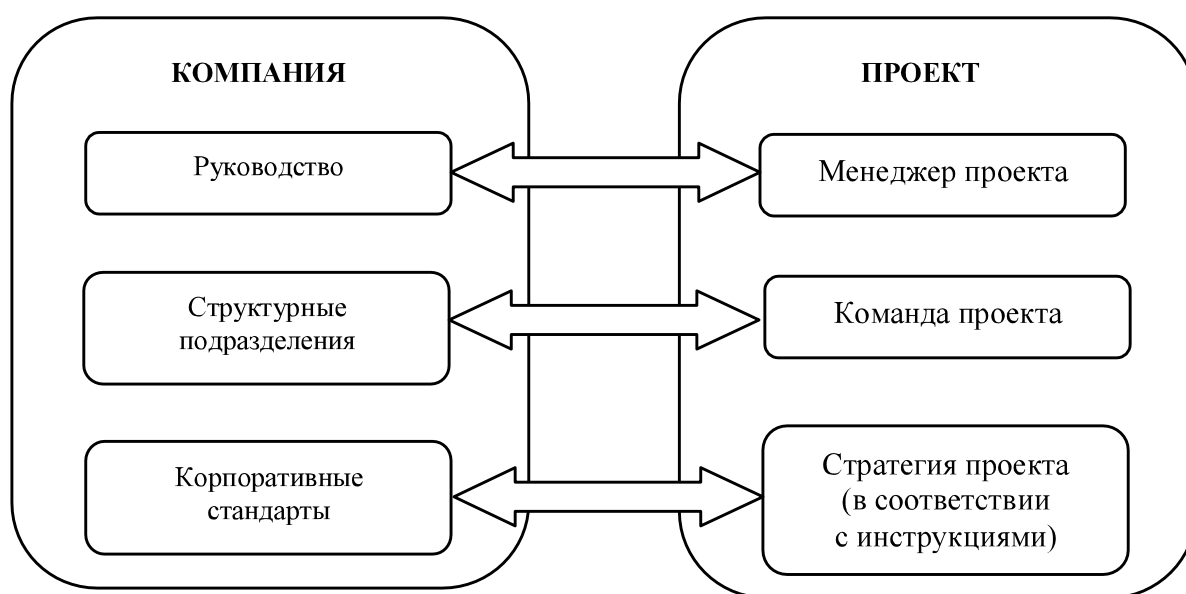 КОМПАНИЯ
Руководство
Структурные
подразделения
Корпоративные
стандарты
ПРОЕКТ
Менеджер проекта
Команда проекта
Стратегия проекта
(в соответствии
с инструкциями)